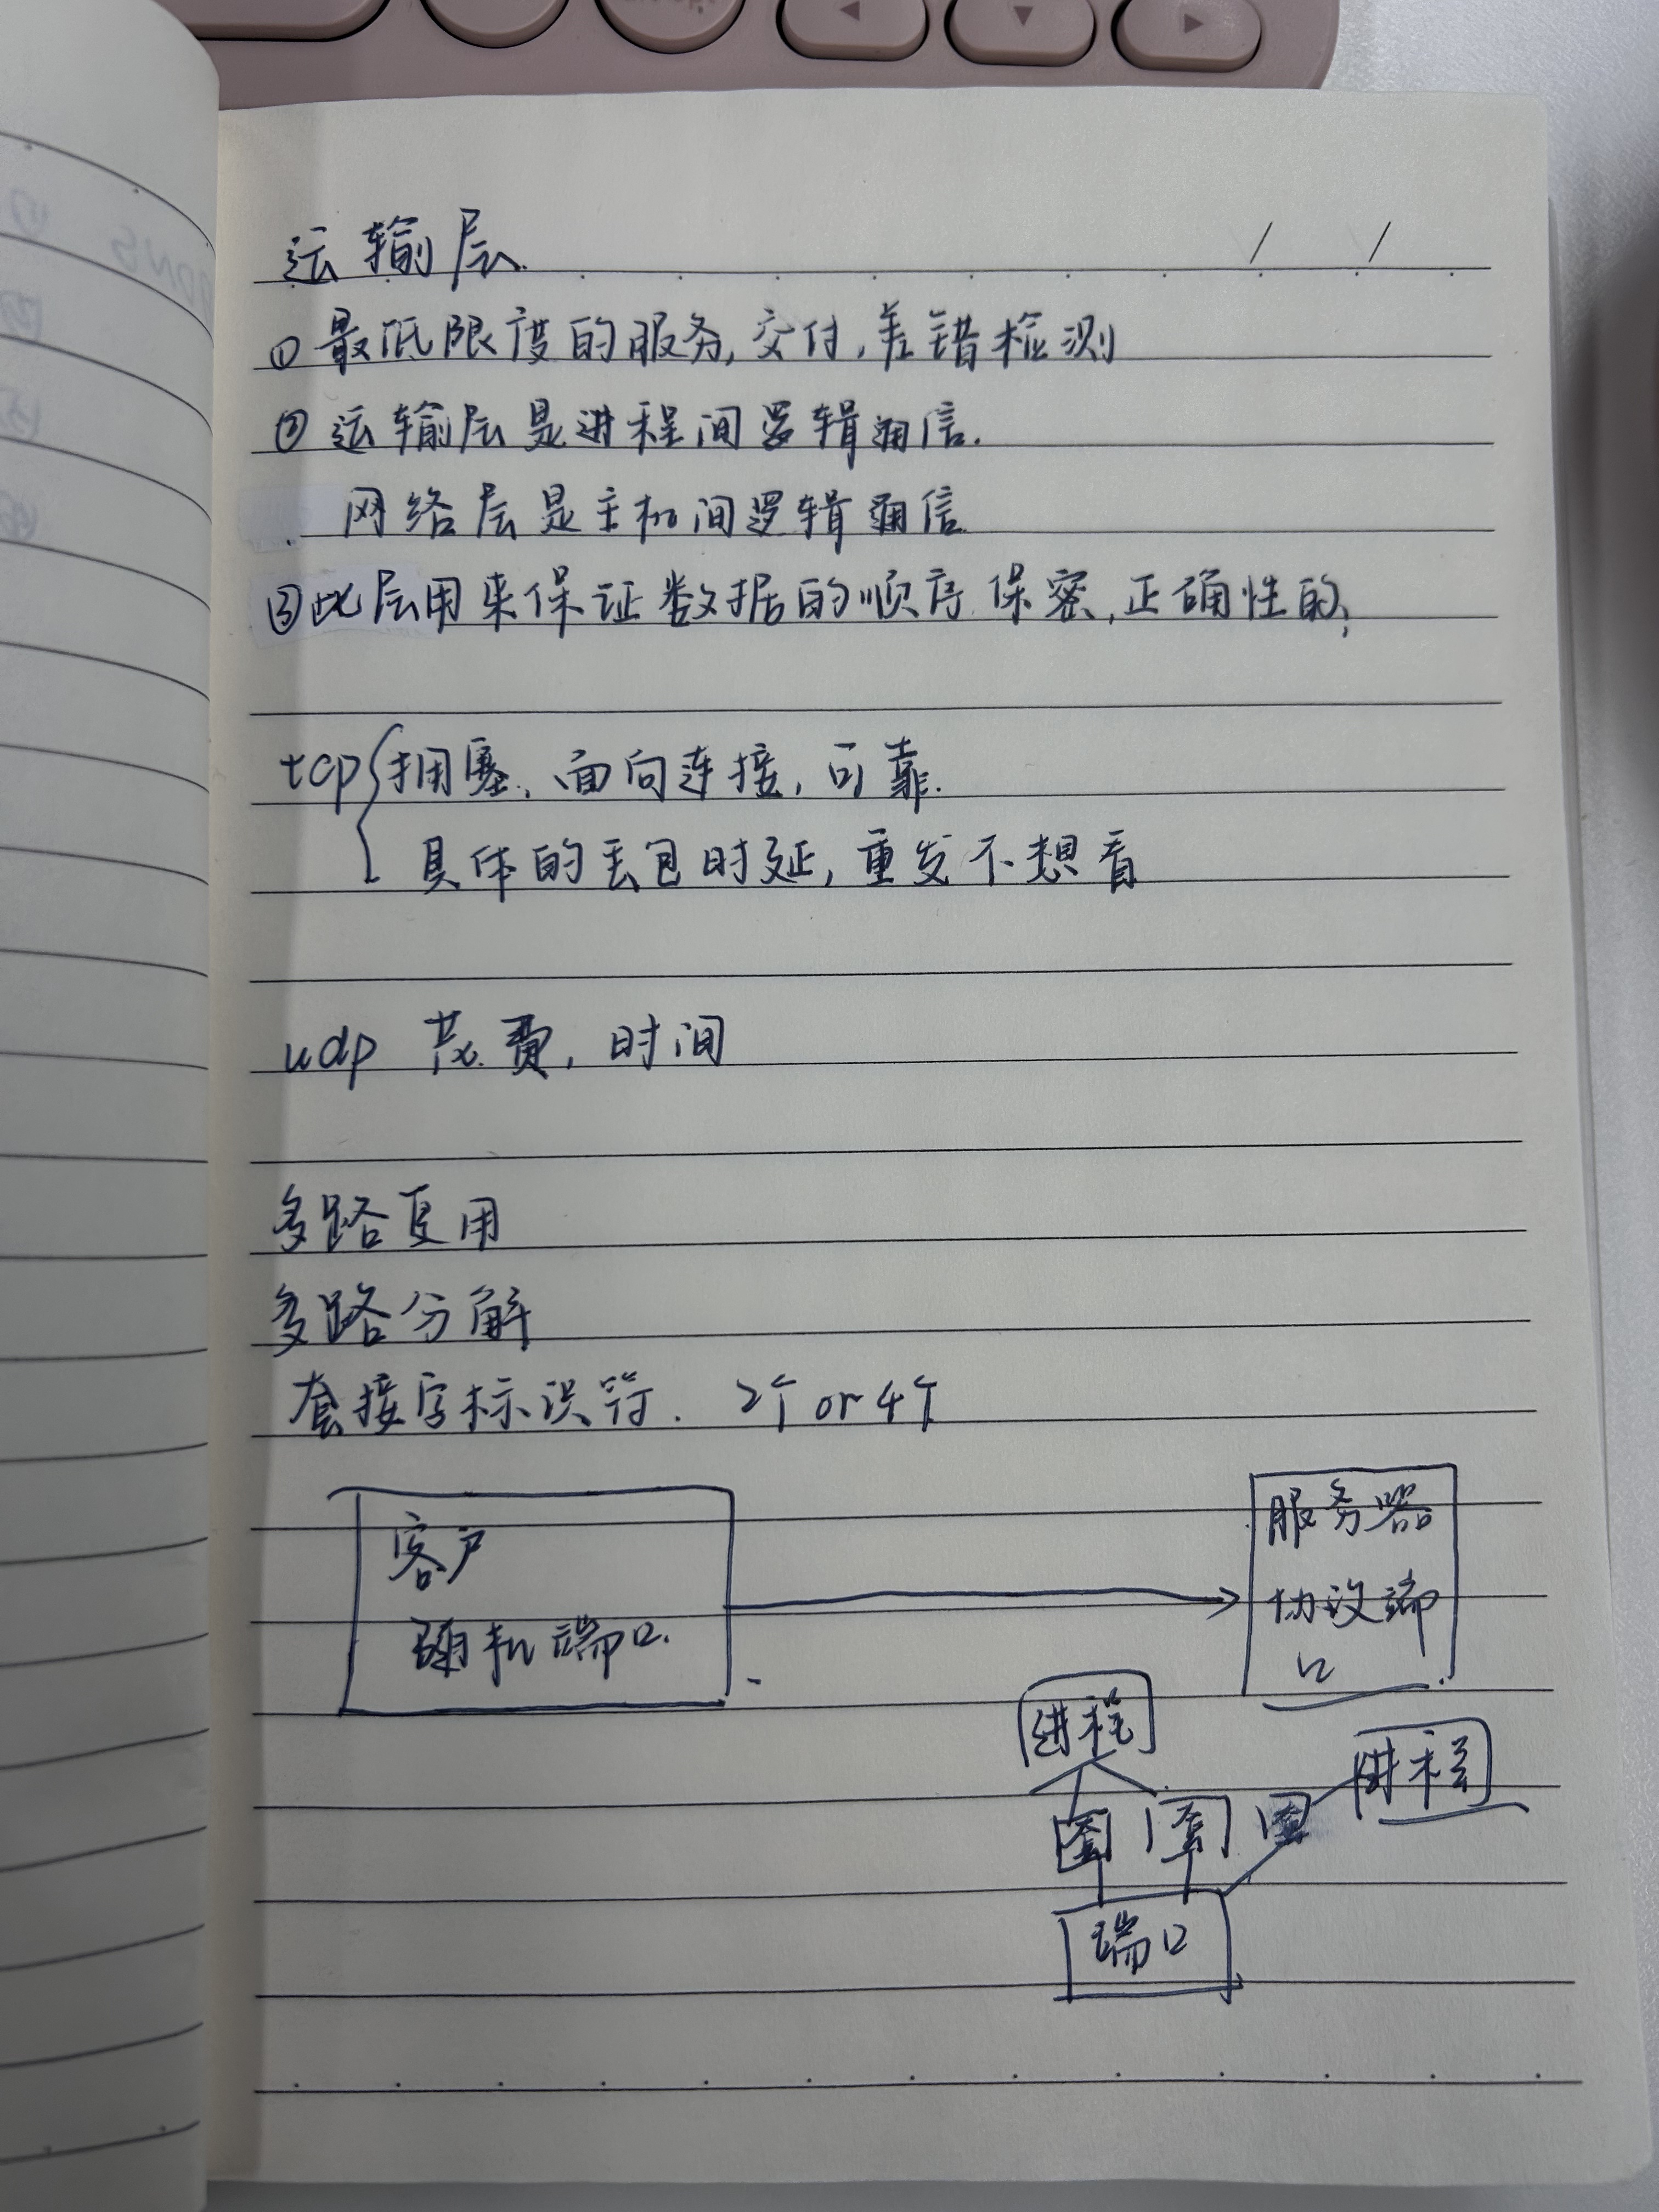 运输层.
① 最低限度的服务, 交付, 差错检测
② 运输层是进程间逻辑通信.
网络层是主机间逻辑通信
③ 此层用来保证数据的顺序 保密, 正确性的,
tcp { 拥塞, 面向连接, 可靠.
具体的丢包时延, 重发不想看
udp 花费, 时间
多路复用
多路分解
套接字标识符. 2个 or 4个
客户
随机端口.
服务器
协议端
口
进程
进程
套 套 套
端口